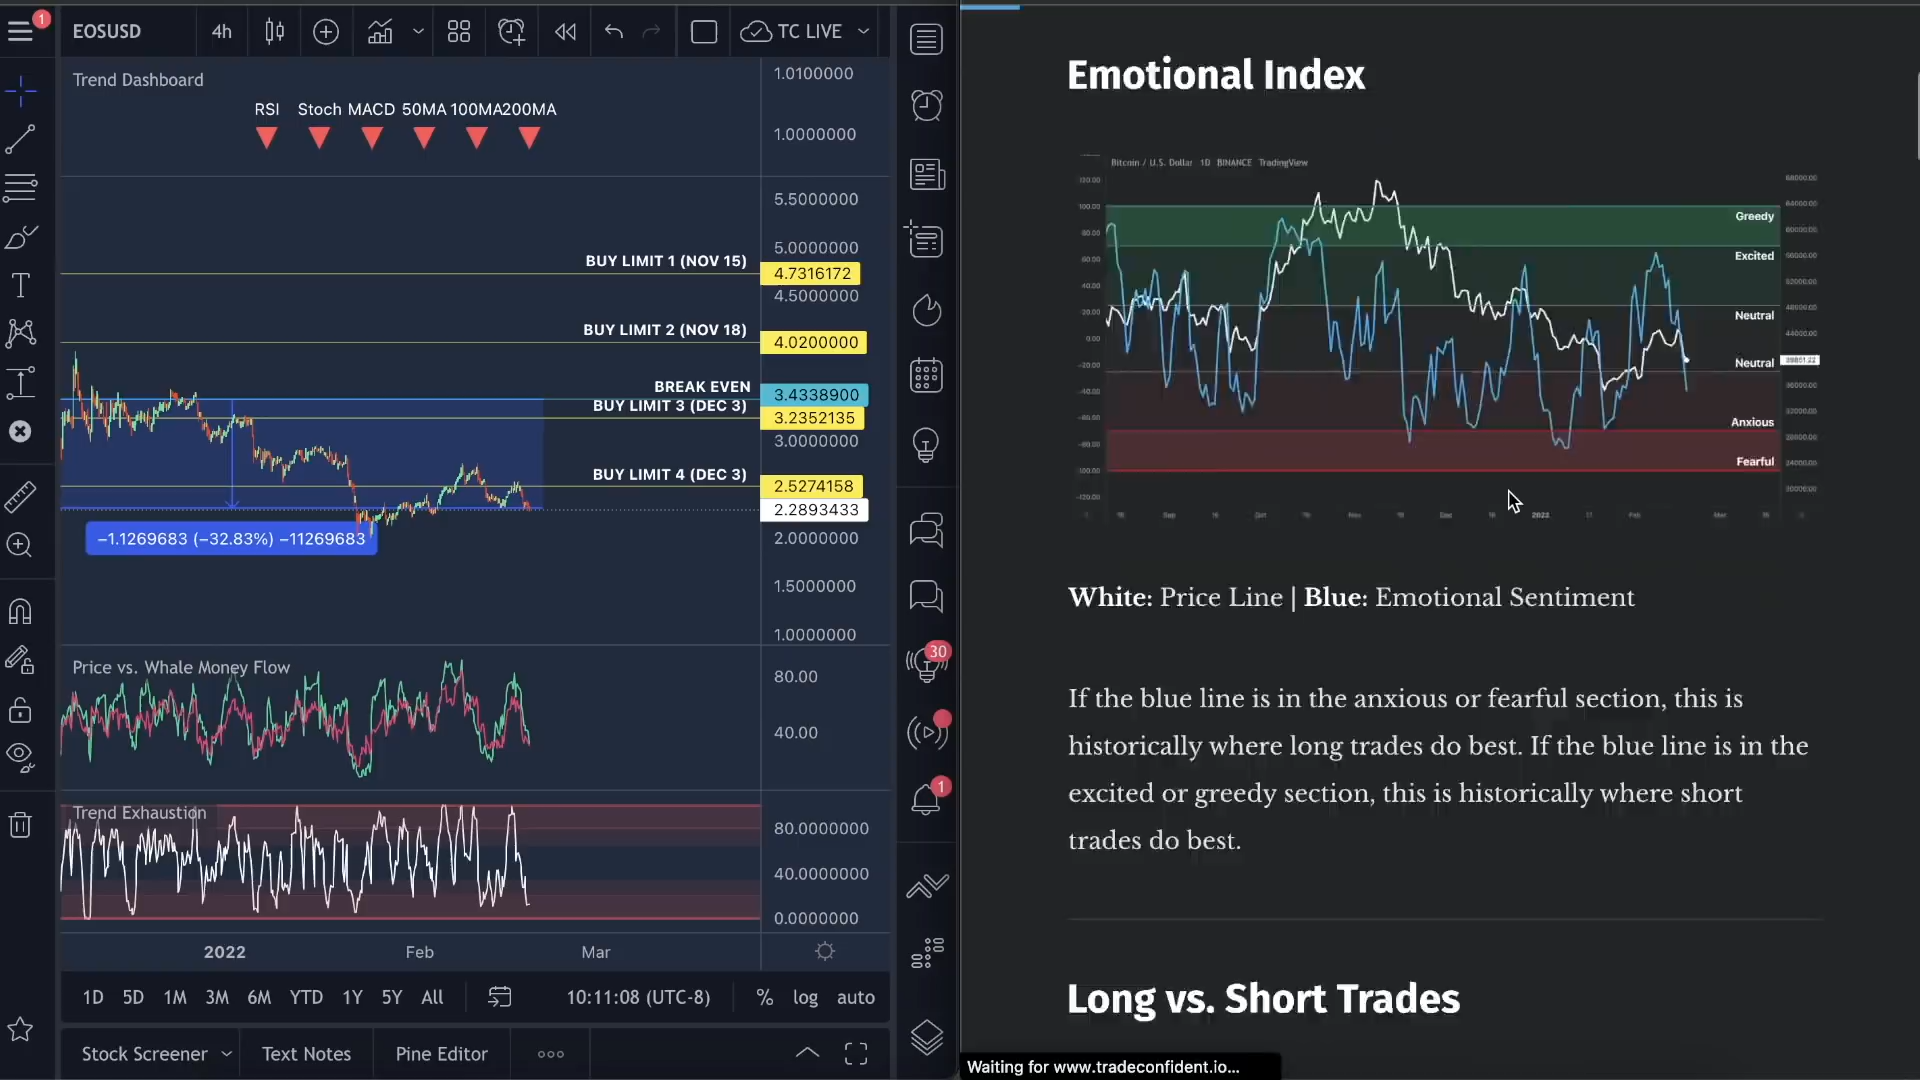 1
EOSUSD
4h
TC LIVE
Trend Dashboard
RSI Stoch MACD 50MA 100MA 200MA
1.0100000
1.0000000
5.5000000
5.0000000
BUY LIMIT 1 (NOV 15)
4.7316172
4.5000000
BUY LIMIT 2 (NOV 18)
4.0200000
BREAK EVEN
3.4338900
BUY LIMIT 3 (DEC 3)
3.2352135
3.0000000
BUY LIMIT 4 (DEC 3)
2.5274158
2.2893433
−1.1269683 (−32.83%) −11269683
2.0000000
1.5000000
1.0000000
Price vs. Whale Money Flow
80.00
40.00
Trend Exhaustion
80.0000000
40.0000000
0.0000000
2022 Feb Mar
1D 5D 1M 3M 6M YTD 1Y 5Y All
10:11:08 (UTC-8)
% log auto
Stock Screener
Text Notes
Pine Editor
30
1
Emotional Index
Bitcoin / U.S. Dollar 1D BINANCE TradingView
Greedy
Excited
Neutral
Neutral
Anxious
Fearful
White: Price Line | Blue: Emotional Sentiment
If the blue line is in the anxious or fearful section, this is
historically where long trades do best. If the blue line is in the
excited or greedy section, this is historically where short
trades do best.
Long vs. Short Trades
Waiting for www.tradeconfident.io...